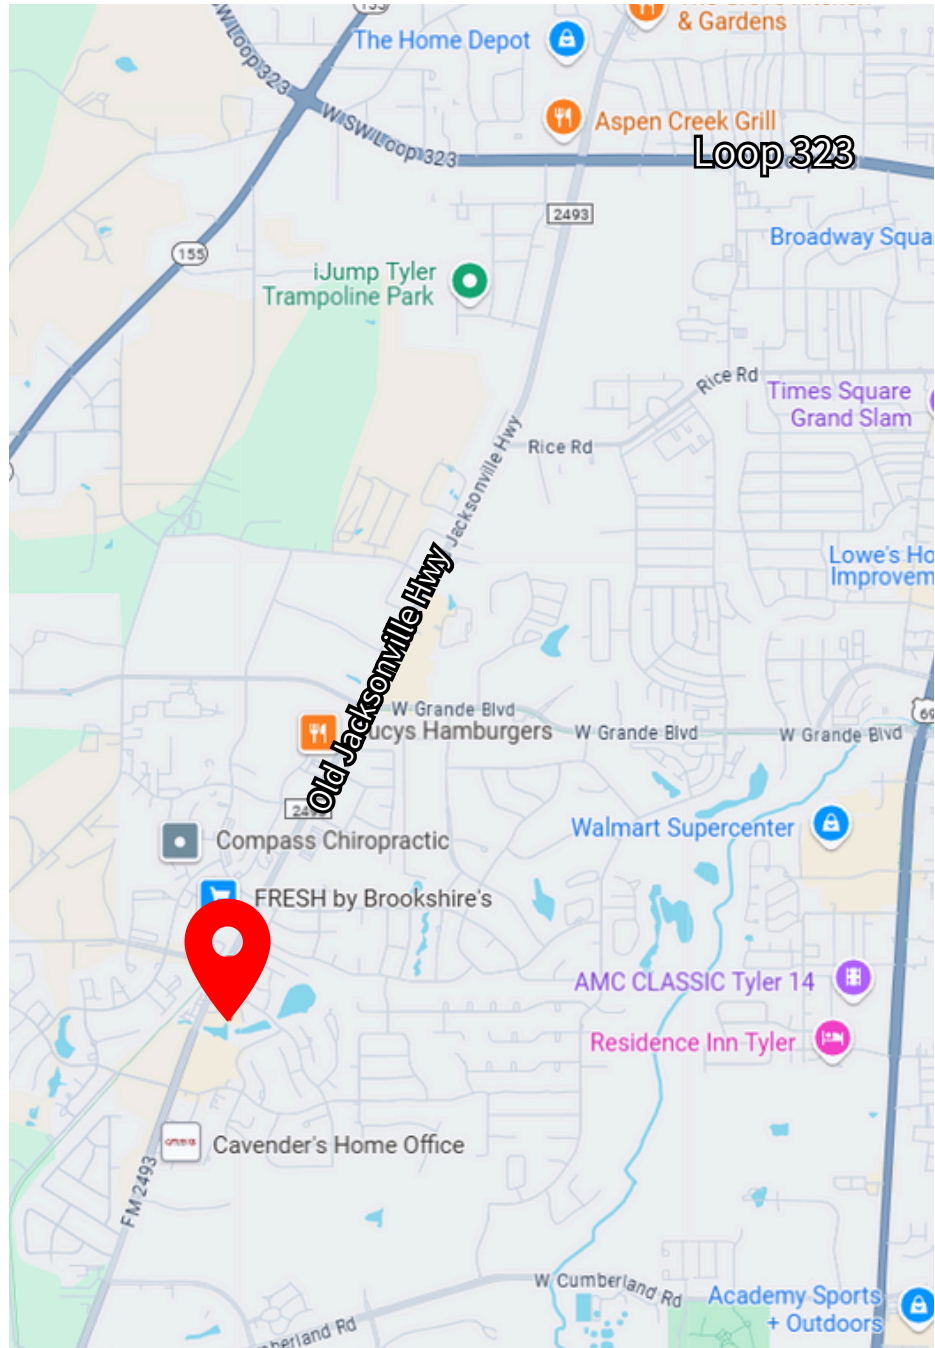 155
The Home Depot
& Gardens
SW Loop 323
W SW Loop 323
Aspen Creek Grill
Loop 323
2493
155
Broadway Squa
iJump Tyler
Trampoline Park
Rice Rd
Times Square
Grand Slam
Rice Rd
Jacksonville Hwy
Old Jacksonville Hwy
Lowe's Ho
Improvem
W Grande Blvd
ucys Hamburgers
W Grande Blvd
W Grande Blvd
69
2493
Compass Chiropractic
Walmart Supercenter
FRESH by Brookshire's
AMC CLASSIC Tyler 14
Residence Inn Tyler
Cavender's Home Office
FM 2493
W Cumberland Rd
Academy Sports
+ Outdoors
berland Rd